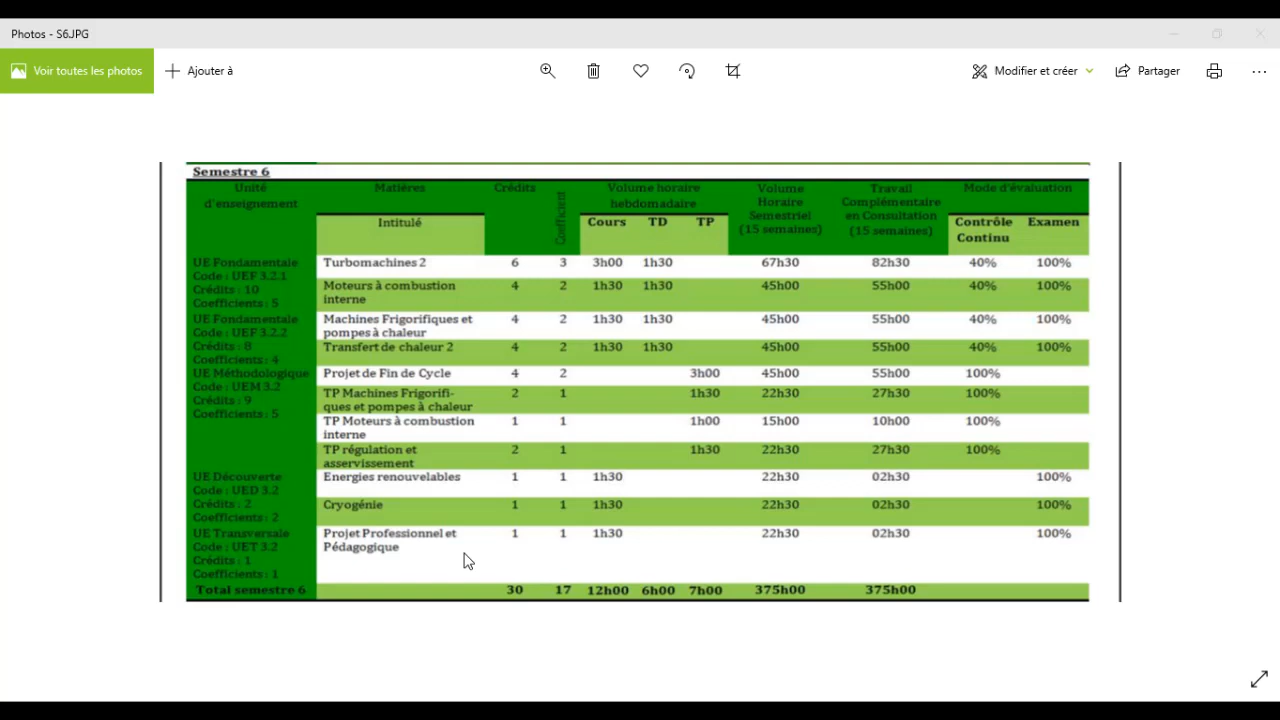 Photos - S6JPG
Voir toutes les photos
Ajouter à
Modifier et créer
Partager
Semestre 6
Unité d'enseignement Matières Crédits Coefficient Volume horaire hebdomadaire Volume Horaire Semestriel (15 semaines) Travail Complémentaire en Consultation (15 semaines) Mode d'évaluation
Intitulé Cours TD TP Contrôle Continu Examen
UE Fondamentale
Code : UEF 3.2.1
Crédits : 10
Coefficients : 5
Turbomachines 2 6 3 3h00 1h30 67h30 82h30 40% 100%
Moteurs à combustion interne 4 2 1h30 1h30 45h00 55h00 40% 100%
UE Fondamentale
Code : UEF 3.2.2
Crédits : 8
Coefficients : 4
Machines Frigorifiques et pompes à chaleur 4 2 1h30 1h30 45h00 55h00 40% 100%
Transfert de chaleur 2 4 2 1h30 1h30 45h00 55h00 40% 100%
UE Méthodologique
Code : UEM 3.2
Crédits : 9
Coefficients : 5
Projet de Fin de Cycle 4 2 3h00 45h00 55h00 100%
TP Machines Frigorifi-
ques et pompes à chaleur 2 1 1h30 22h30 27h30 100%
TP Moteurs à combustion interne 1 1 1h00 15h00 10h00 100%
TP régulation et asservissement 2 1 1h30 22h30 27h30 100%
UE Découverte
Code : UED 3.2
Crédits : 2
Coefficients : 2
Energies renouvelables 1 1 1h30 22h30 02h30 100%
Cryogénie 1 1 1h30 22h30 02h30 100%
UE Transversale
Code : UET 3.2
Crédits : 1
Coefficients : 1
Projet Professionnel et Pédagogique 1 1 1h30 22h30 02h30 100%
Total semestre 6 30 17 12h00 6h00 7h00 375h00 375h00